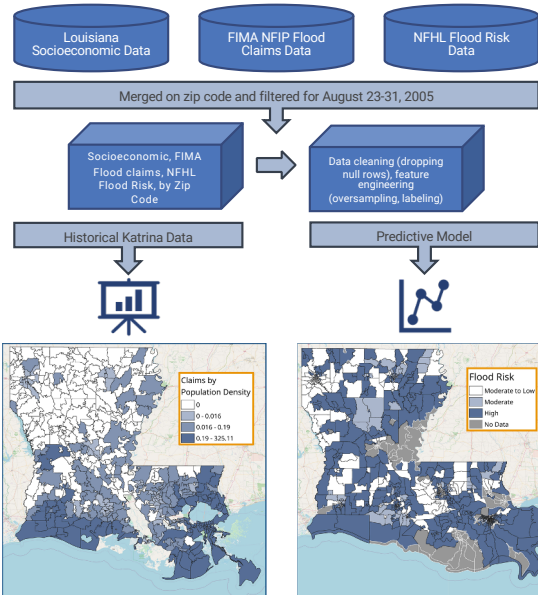 Louisiana
Socioeconomic Data
FIMA NFIP Flood
Claims Data
NFHL Flood Risk
Data
Merged on zip code and filtered for August 23-31, 2005
Socioeconomic, FIMA
Flood claims, NFHL
Flood Risk, by Zip
Code
Data cleaning (dropping
null rows), feature
engineering
(oversampling, labeling)
Historical Katrina Data
Predictive Model
Claims by
Population Density
0
0 - 0.016
0.016 - 0.19
0.19 - 325,11
Flood Risk
Moderate to Low
Moderate
High
No Data